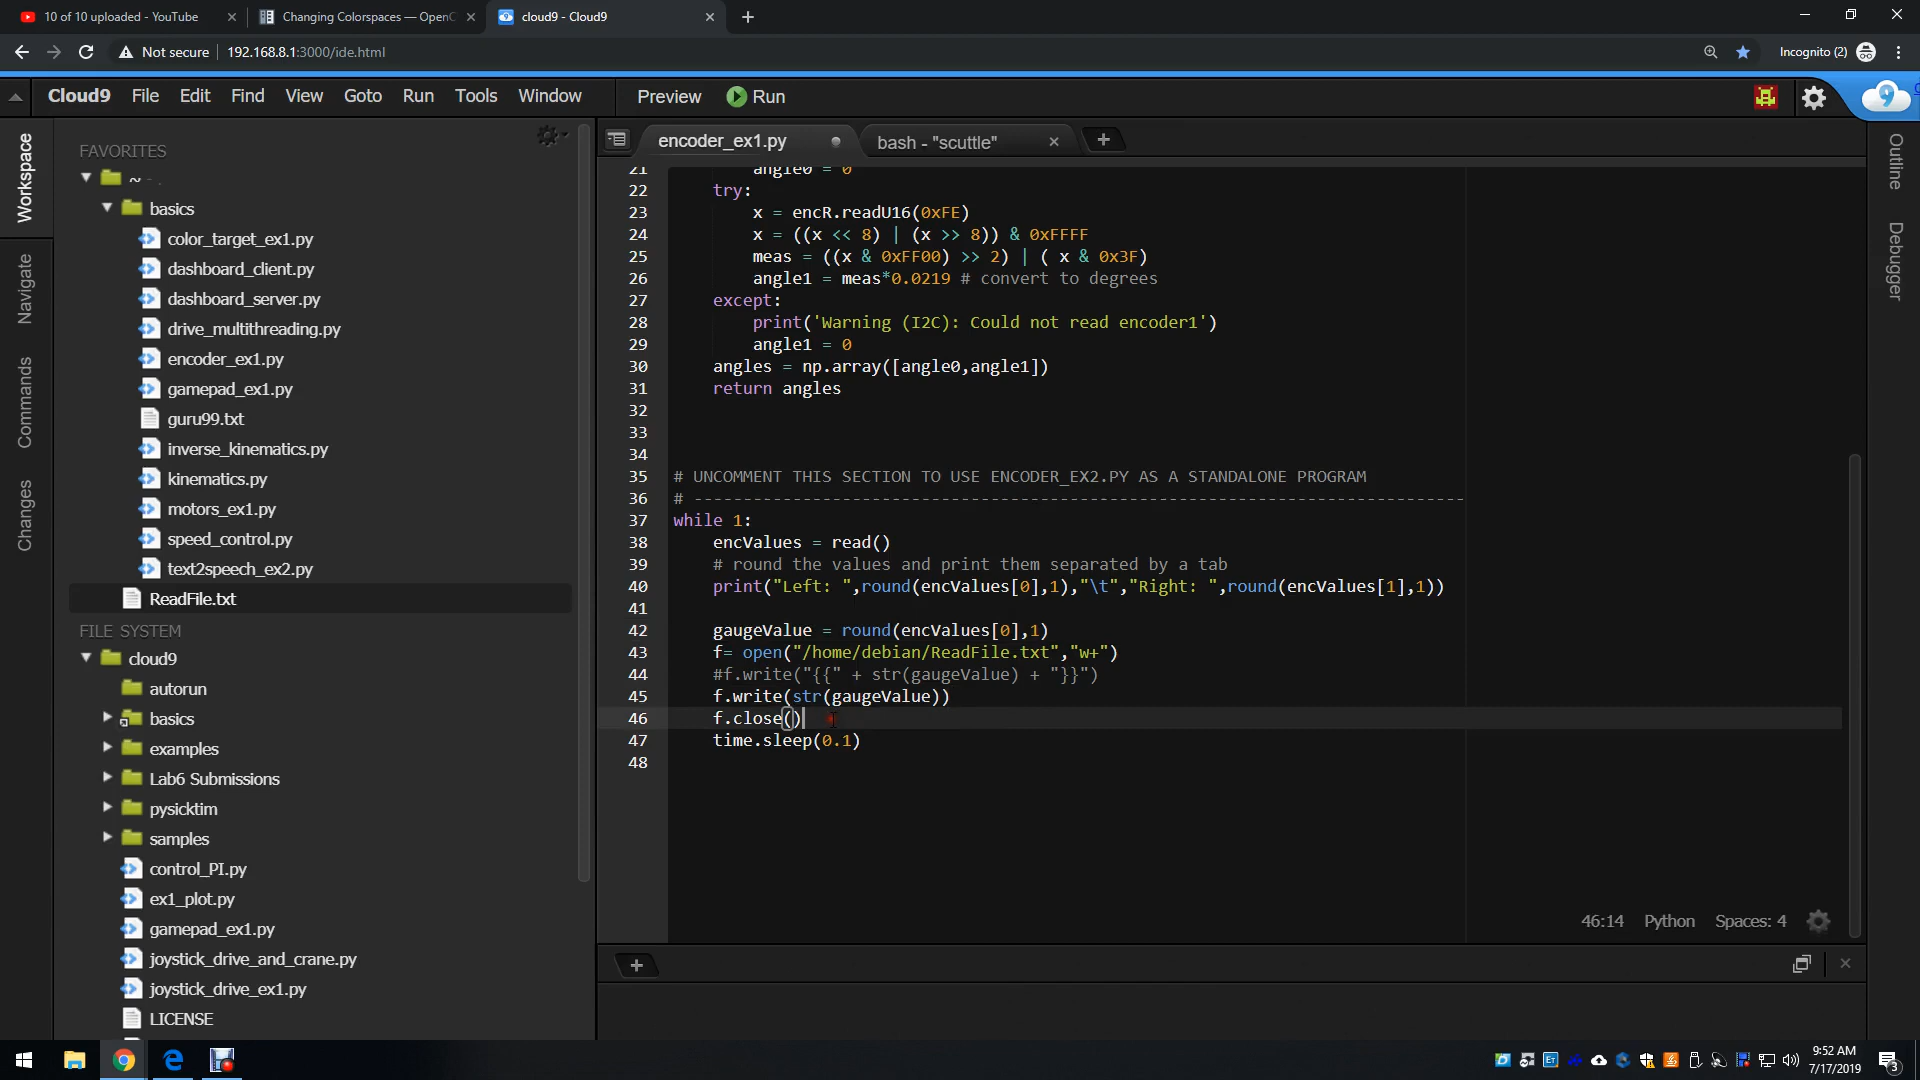 10 of 10 uploaded - YouTube
Changing Colorspaces — OpenC
cloud9 - Cloud9
Not secure
192.168.8.1:3000/ide.html
Incognito (2)
Cloud9 File Edit Find View Goto Run Tools Window
Preview Run
Workspace
Navigate
Commands
Changes
FAVORITES
~
basics
color_target_ex1.py
dashboard_client.py
dashboard_server.py
drive_multithreading.py
encoder_ex1.py
gamepad_ex1.py
guru99.txt
inverse_kinematics.py
kinematics.py
motors_ex1.py
speed_control.py
text2speech_ex2.py
ReadFile.txt
FILE SYSTEM
cloud9
autorun
basics
examples
Lab6 Submissions
pysicktim
samples
control_PI.py
ex1_plot.py
gamepad_ex1.py
joystick_drive_and_crane.py
joystick_drive_ex1.py
LICENSE
encoder_ex1.py
bash - "scuttle"
21 angle0 = 0
22 try:
23 x = encR.readU16(0xFE)
24 x = ((x << 8) | (x >> 8)) & 0xFFFF
25 meas = ((x & 0xFF00) >> 2) | ( x & 0x3F)
26 angle1 = meas*0.0219 # convert to degrees
27 except:
28 print('Warning (I2C): Could not read encoder1')
29 angle1 = 0
30 angles = np.array([angle0,angle1])
31 return angles
32
33
34
35 # UNCOMMENT THIS SECTION TO USE ENCODER_EX2.PY AS A STANDALONE PROGRAM
36 # ------------------------------------------------------------------------------
37 while 1:
38 encValues = read()
39 # round the values and print them separated by a tab
40 print("Left: ",round(encValues[0],1),"\t","Right: ",round(encValues[1],1))
41
42 gaugeValue = round(encValues[0],1)
43 f= open("/home/debian/ReadFile.txt","w+")
44 #f.write("{{" + str(gaugeValue) + "}}")
45 f.write(str(gaugeValue))
46 f.close()
47 time.sleep(0.1)
48
46:14 Python Spaces: 4
Outline
Debugger
9:52 AM
7/17/2019
3